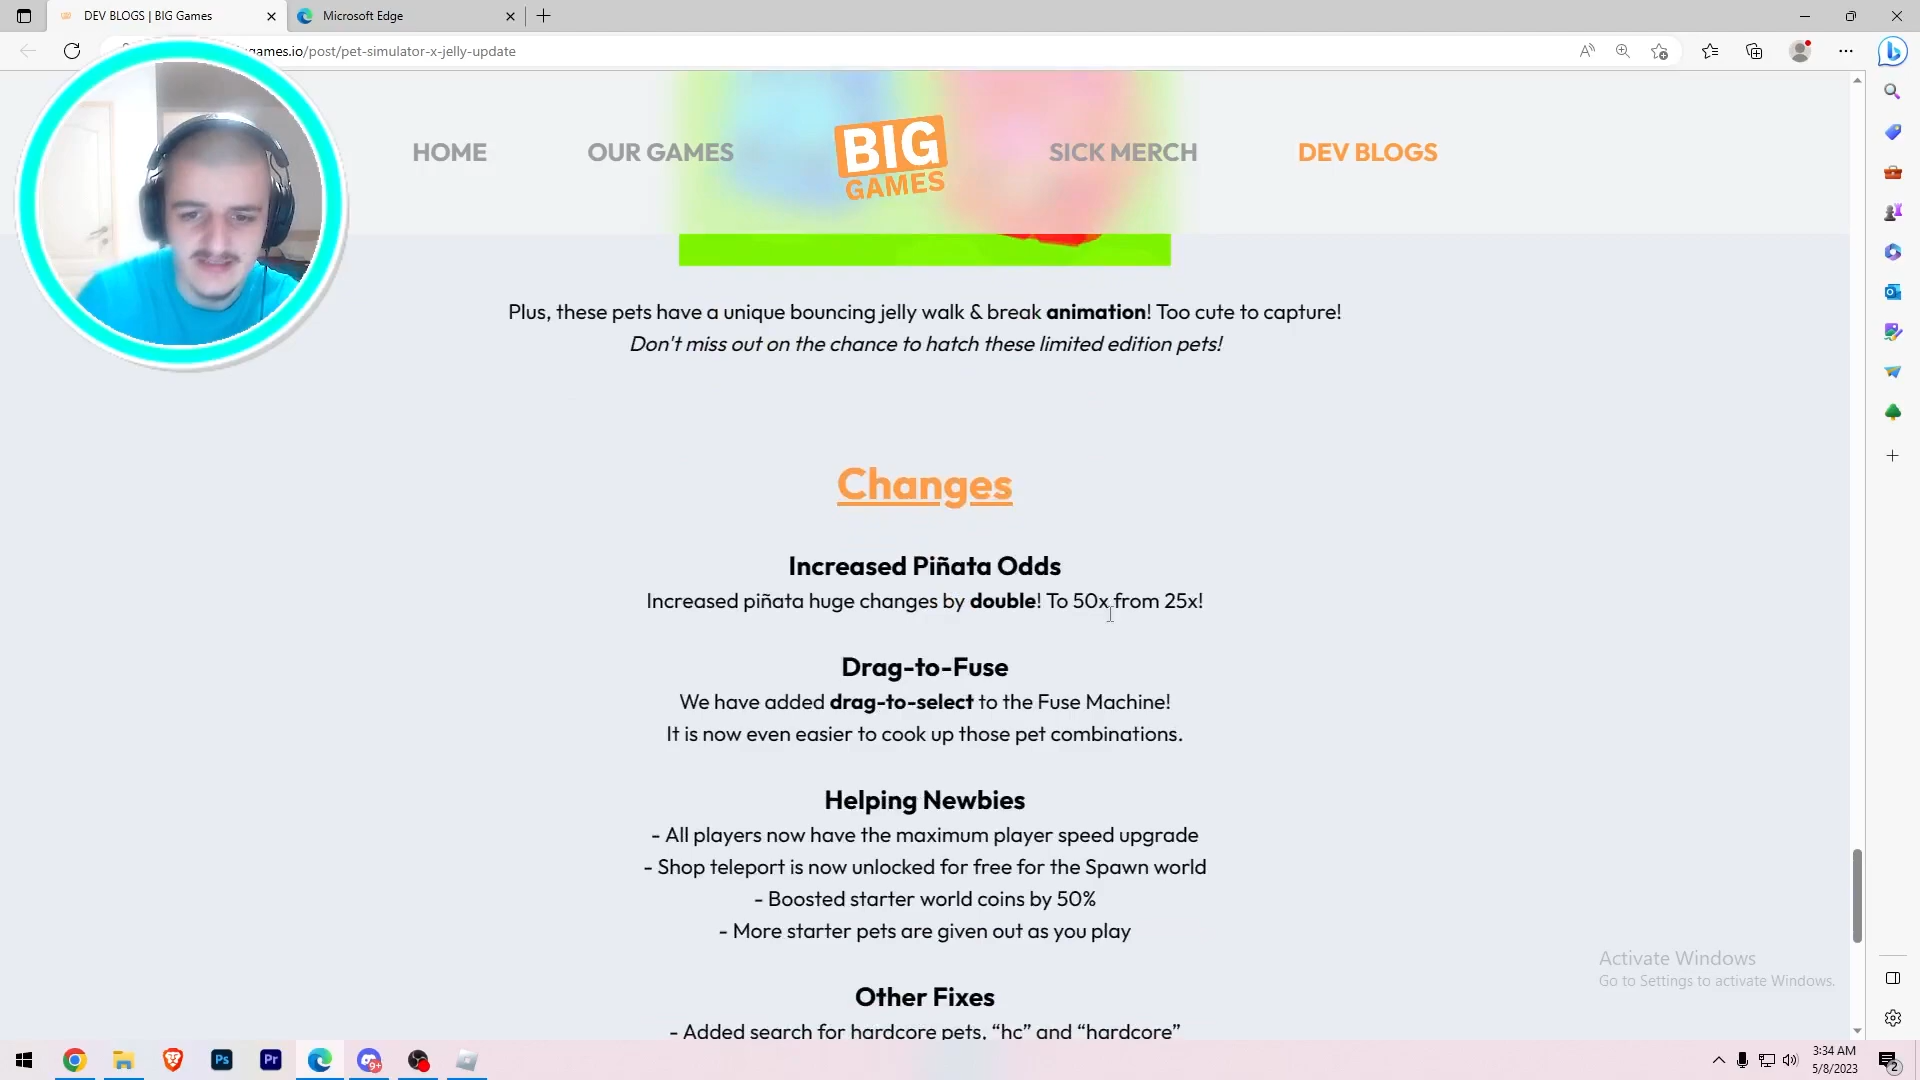 DEV BLOGS | BIG Games
Microsoft Edge
games.io/post/pet-simulator-x-jelly-update
HOME
OUR GAMES
BIG
GAMES
SICK MERCH
DEV BLOGS
Plus, these pets have a unique bouncing jelly walk & break animation! Too cute to capture!
Don't miss out on the chance to hatch these limited edition pets!
Changes
Increased Piñata Odds
Increased piñata huge changes by double! To 50x from 25x!
Drag-to-Fuse
We have added drag-to-select to the Fuse Machine!
It is now even easier to cook up those pet combinations.
Helping Newbies
- All players now have the maximum player speed upgrade
- Shop teleport is now unlocked for free for the Spawn world
- Boosted starter world coins by 50%
- More starter pets are given out as you play
Other Fixes
- Added search for hardcore pets, “hc” and “hardcore”
Activate Windows
Go to Settings to activate Windows.
Ps
Pr
9+
3:34 AM
5/8/2023
2